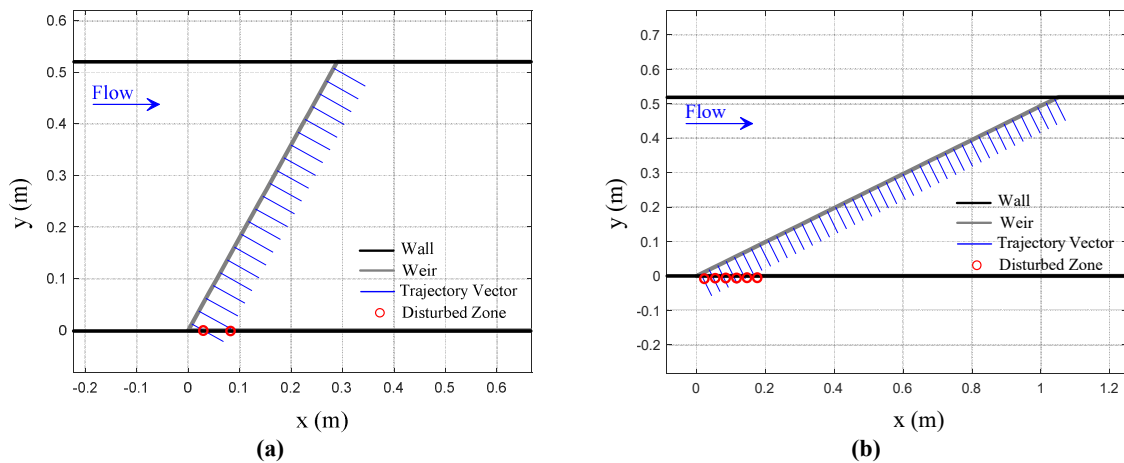 0.6
0.5
0.4
0.3
0.2
0.1
0
y (m)
Flow
Wall
Weir
Trajectory Vector
Disturbed Zone
-0.2 -0.1 0 0.1 0.2 0.3 0.4 0.5 0.6
x (m)
(a)
0.7
0.6
0.5
0.4
0.3
0.2
0.1
0
-0.1
-0.2
y (m)
Flow
Wall
Weir
Trajectory Vector
Disturbed Zone
0 0.2 0.4 0.6 0.8 1 1.2
x (m)
(b)